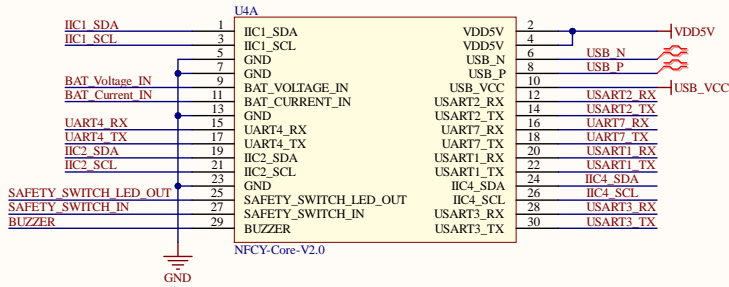 U4A
IIC1_SDA 1 IIC1_SDA VDD5V 2 VDD5V
IIC1_SCL 3 IIC1_SCL VDD5V 4
5 GND USB_N 6 USB_N
7 GND USB_P 8 USB_P
BAT_Voltage_IN 9 BAT_VOLTAGE_IN USB_VCC 10 USB_VCC
BAT_Current_IN 11 BAT_CURRENT_IN USART2_RX 12 USART2_RX
13 GND USART2_TX 14 USART2_TX
UART4_RX 15 UART4_RX UART7_RX 16 UART7_RX
UART4_TX 17 UART4_TX UART7_TX 18 UART7_TX
IIC2_SDA 19 IIC2_SDA USART1_RX 20 USART1_RX
IIC2_SCL 21 IIC2_SCL USART1_TX 22 USART1_TX
23 GND IIC4_SDA 24 IIC4_SDA
SAFETY_SWITCH_LED_OUT 25 SAFETY_SWITCH_LED_OUT IIC4_SCL 26 IIC4_SCL
SAFETY_SWITCH_IN 27 SAFETY_SWITCH_IN USART3_RX 28 USART3_RX
BUZZER 29 BUZZER USART3_TX 30 USART3_TX
NFCY-Core-V2.0
GND